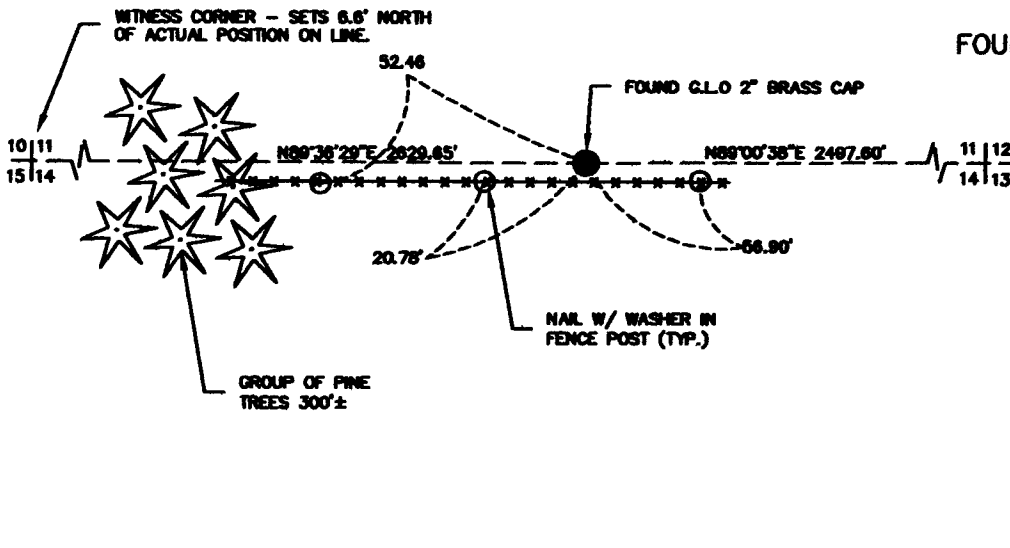 WITNESS CORNER - SETS 6.6' NORTH
OF ACTUAL POSITION ON LINE.
FOU
52.46
FOUND G.L.O 2" BRASS CAP
10 11
15 14
N89°36'29"E 2629.65'
N89°00'38"E 2497.60'
11 12
14 13
20.78'
56.90'
NAIL W/ WASHER IN
FENCE POST (TYP.)
GROUP OF PINE
TREES 300'±